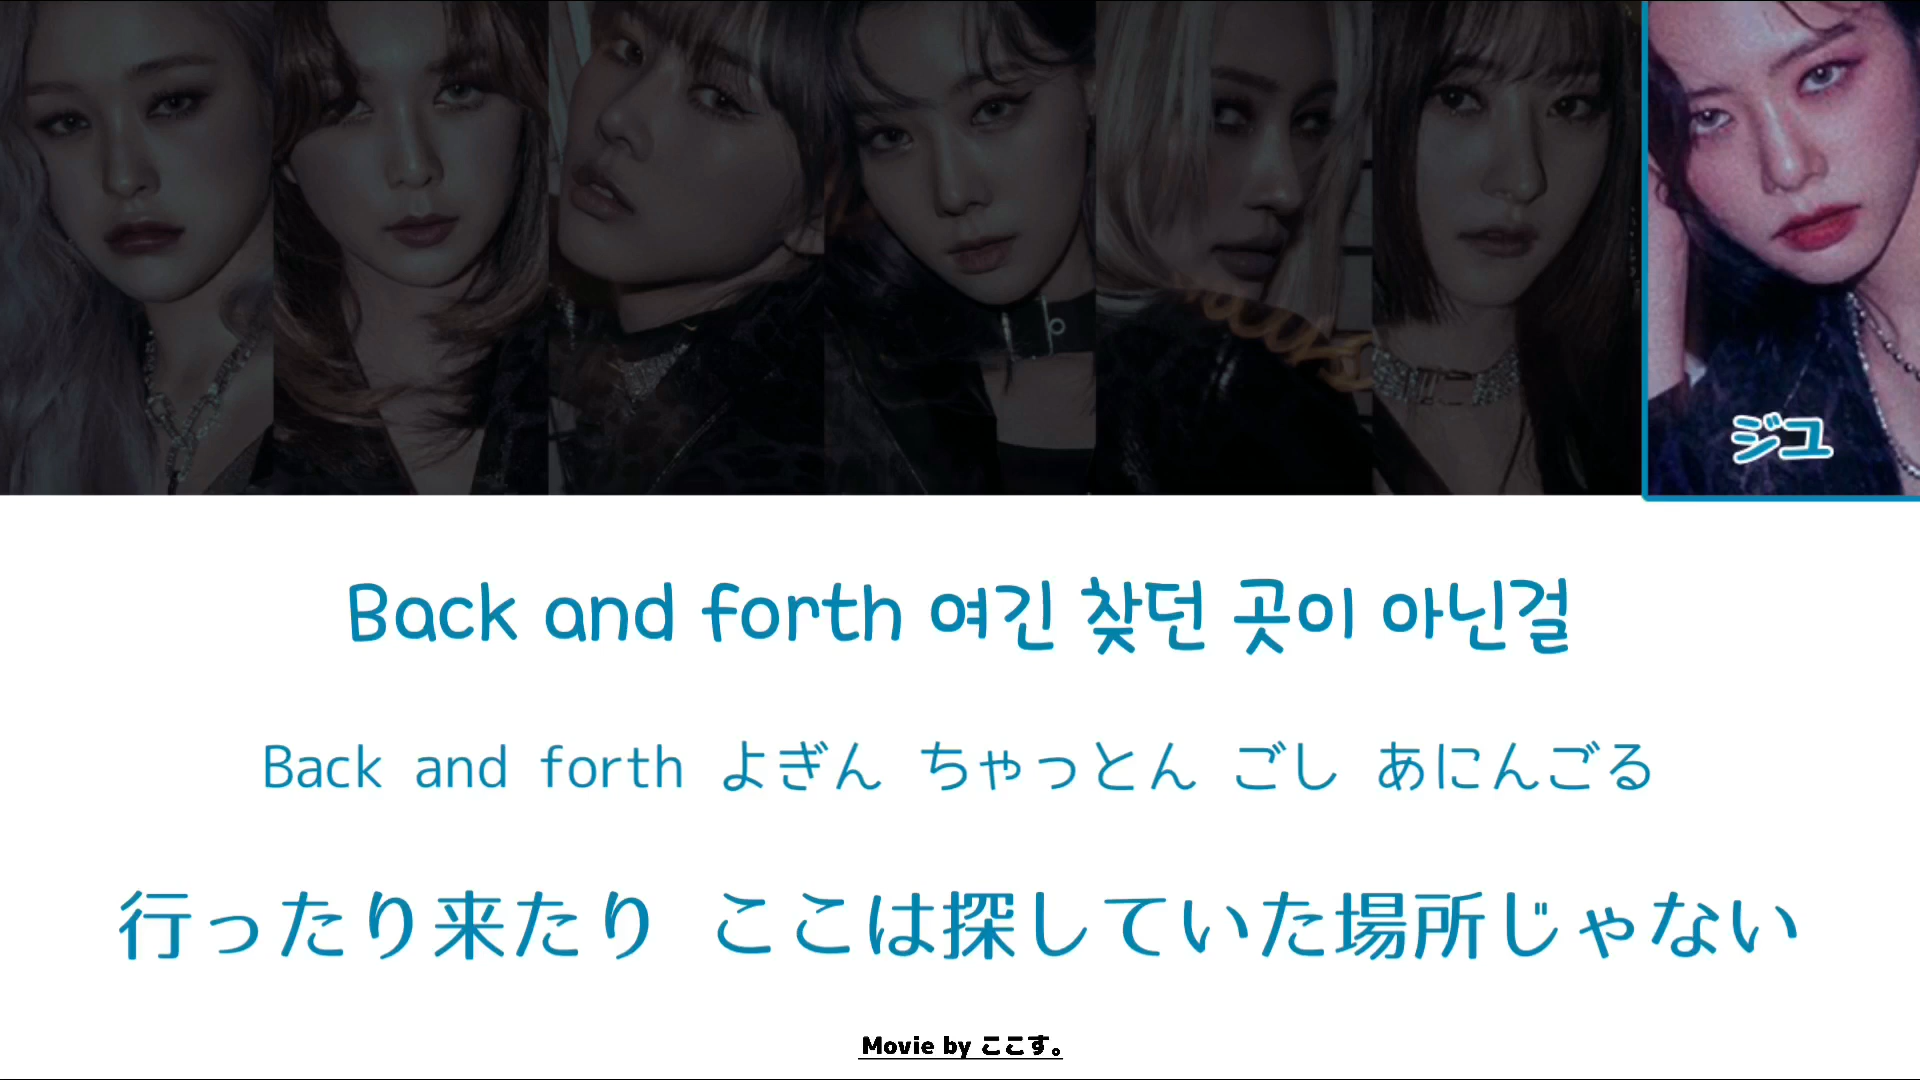 ジユ
Back and forth 여긴 찾던 곳이 아닌걸
Back and forth よぎん ちゃっとん ごし あにんごる
行ったり来たり ここは探していた場所じゃない
Movie by ここす。